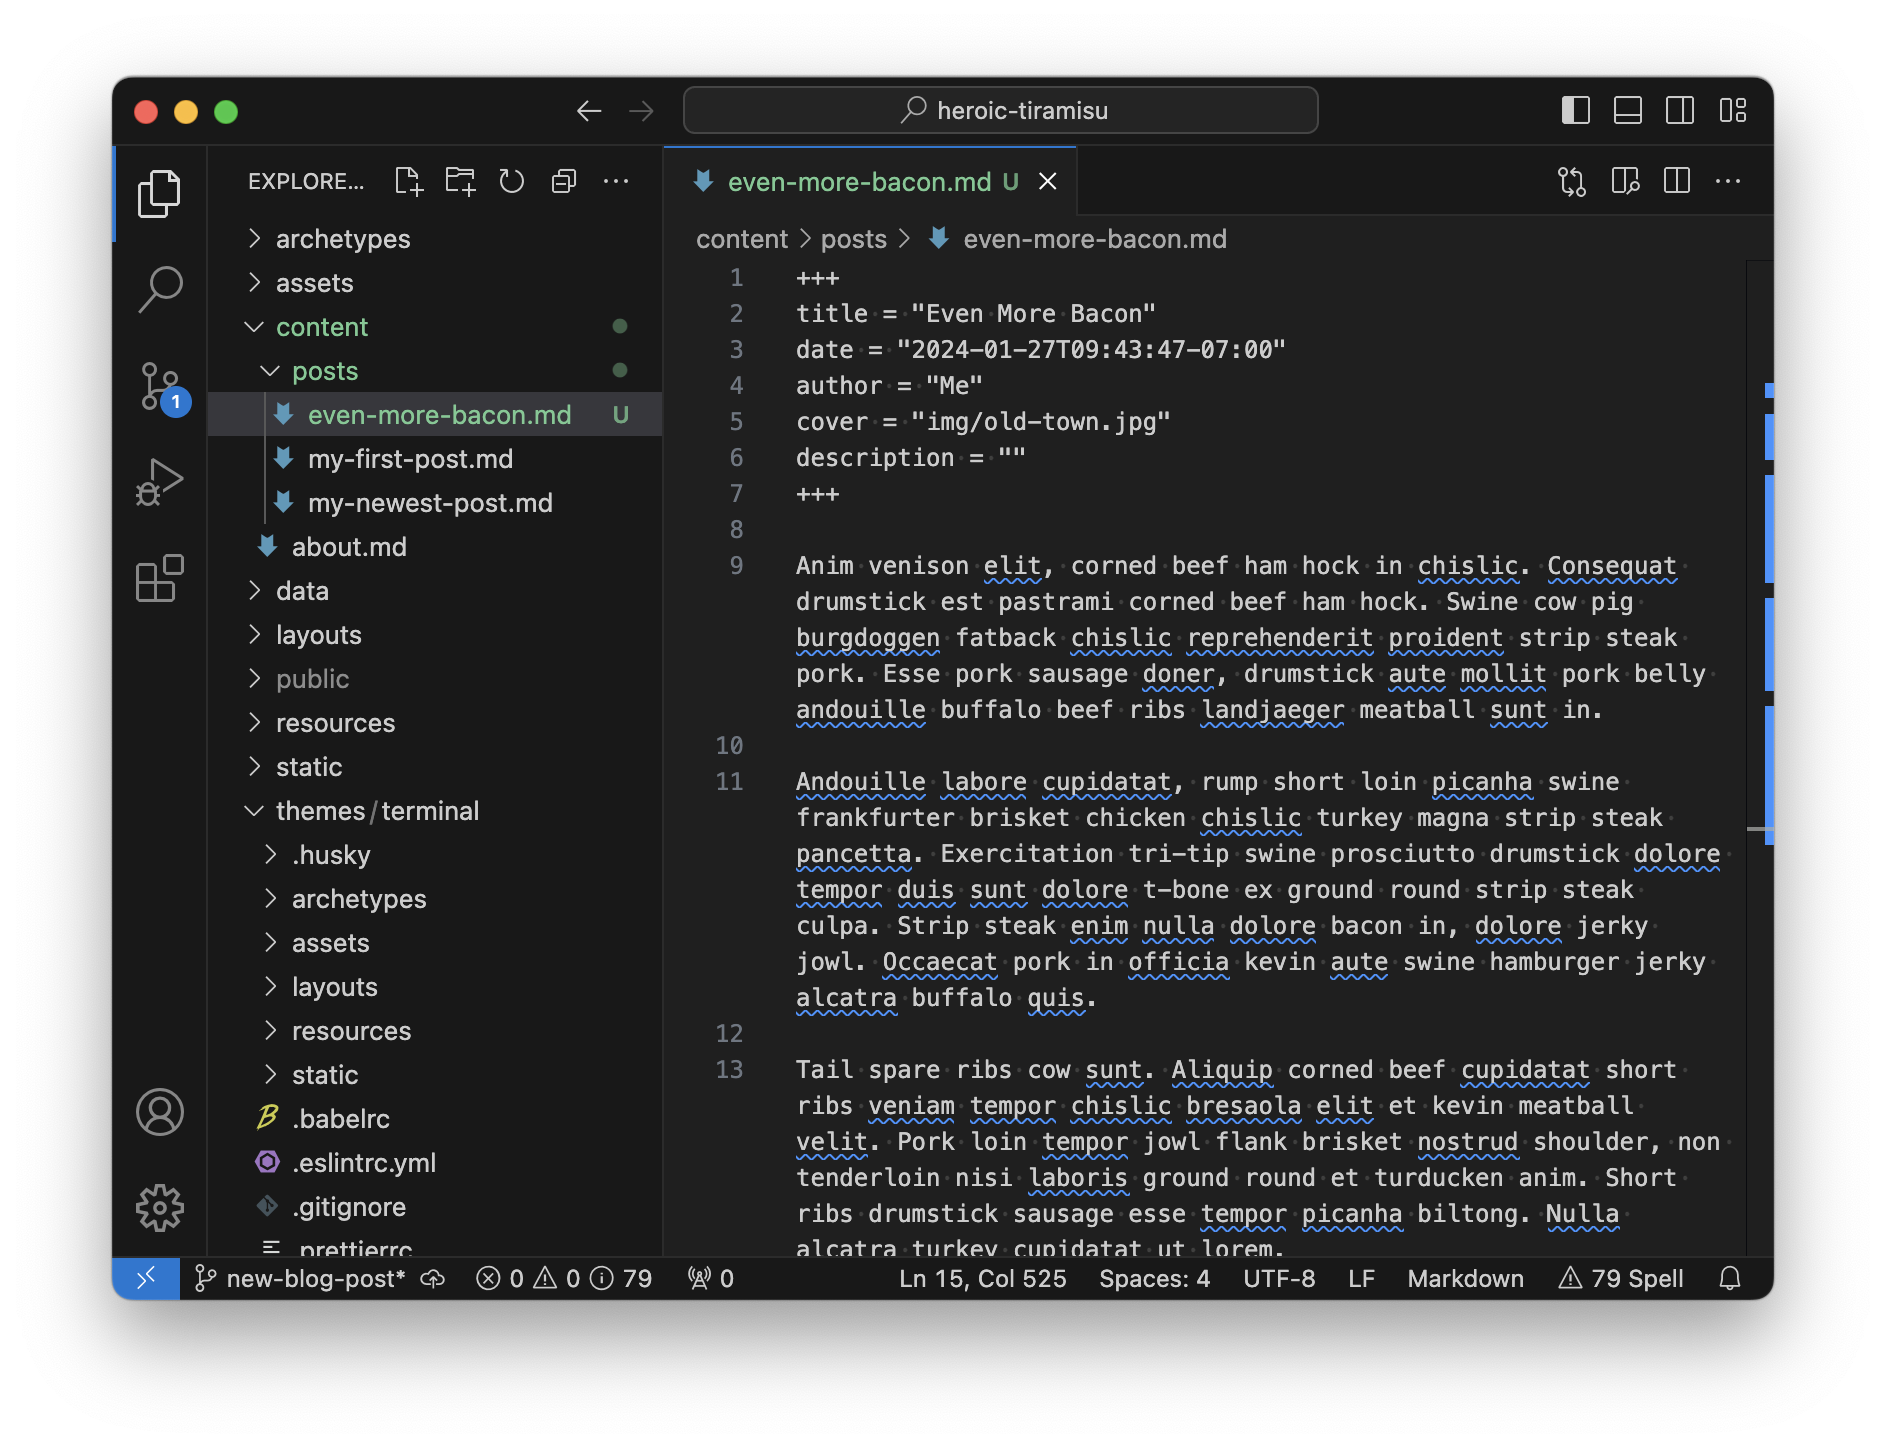 heroic-tiramisu
EXPLORE...
archetypes
assets
content
posts
even-more-bacon.md U
my-first-post.md
my-newest-post.md
about.md
data
layouts
public
resources
static
themes/terminal
.husky
archetypes
assets
layouts
resources
static
.babelrc
.eslintrc.yml
.gitignore
.prettierrc
1
even-more-bacon.md U
content > posts > even-more-bacon.md
1 +++
2 title = "Even More Bacon"
3 date = "2024-01-27T09:43:47-07:00"
4 author = "Me"
5 cover = "img/old-town.jpg"
6 description = ""
7 +++
8
9 Anim venison elit, corned beef ham hock in chislic. Consequat
drumstick est pastrami corned beef ham hock. Swine cow pig
burgdoggen fatback chislic reprehenderit proident strip steak
pork. Esse pork sausage doner, drumstick aute mollit pork belly
andouille buffalo beef ribs landjaeger meatball sunt in.
10
11 Andouille labore cupidatat, rump short loin picanha swine
frankfurter brisket chicken chislic turkey magna strip steak
pancetta. Exercitation tri-tip swine prosciutto drumstick dolore
tempor duis sunt dolore t-bone ex ground round strip steak
culpa. Strip steak enim nulla dolore bacon in, dolore jerky
jowl. Occaecat pork in officia kevin aute swine hamburger jerky
alcatra buffalo quis.
12
13 Tail spare ribs cow sunt. Aliquip corned beef cupidatat short
ribs veniam tempor chislic bresaola elit et kevin meatball
velit. Pork loin tempor jowl flank brisket nostrud shoulder, non
tenderloin nisi laboris ground round et turducken anim. Short
ribs drumstick sausage esse tempor picanha biltong. Nulla
alcatra turkey cupidatat ut lorem.
new-blog-post* 0 0 79 0 Ln 15, Col 525 Spaces: 4 UTF-8 LF Markdown 79 Spell